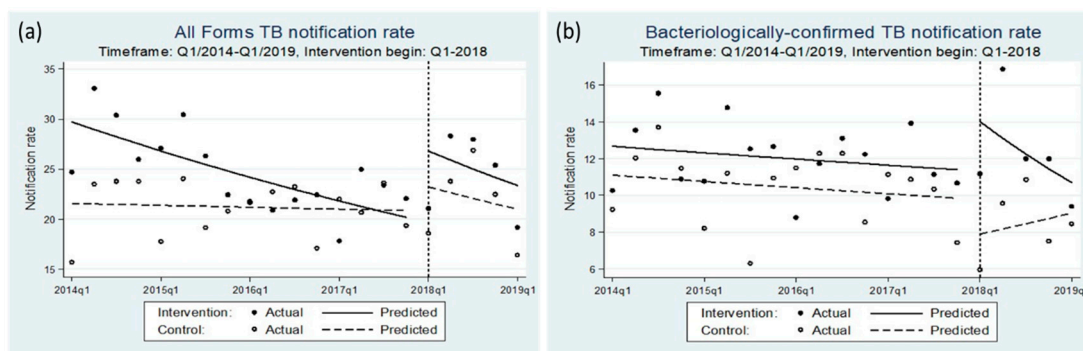 (a)
All Forms TB notification rate
Timeframe: Q1/2014-Q1/2019, Intervention begin: Q1-2018
Notification rate
35
30
25
20
15
2014q1 2015q1 2016q1 2017q1 2018q1 2019q1
Intervention: Actual Predicted
Control: Actual Predicted
(b)
Bacteriologically-confirmed TB notification rate
Timeframe: Q1/2014-Q1/2019, Intervention begin: Q1-2018
Notification rate
16
14
12
10
8
6
2014q1 2015q1 2016q1 2017q1 2018q1 2019q
Intervention: Actual Predicted
Control: Actual Predicted